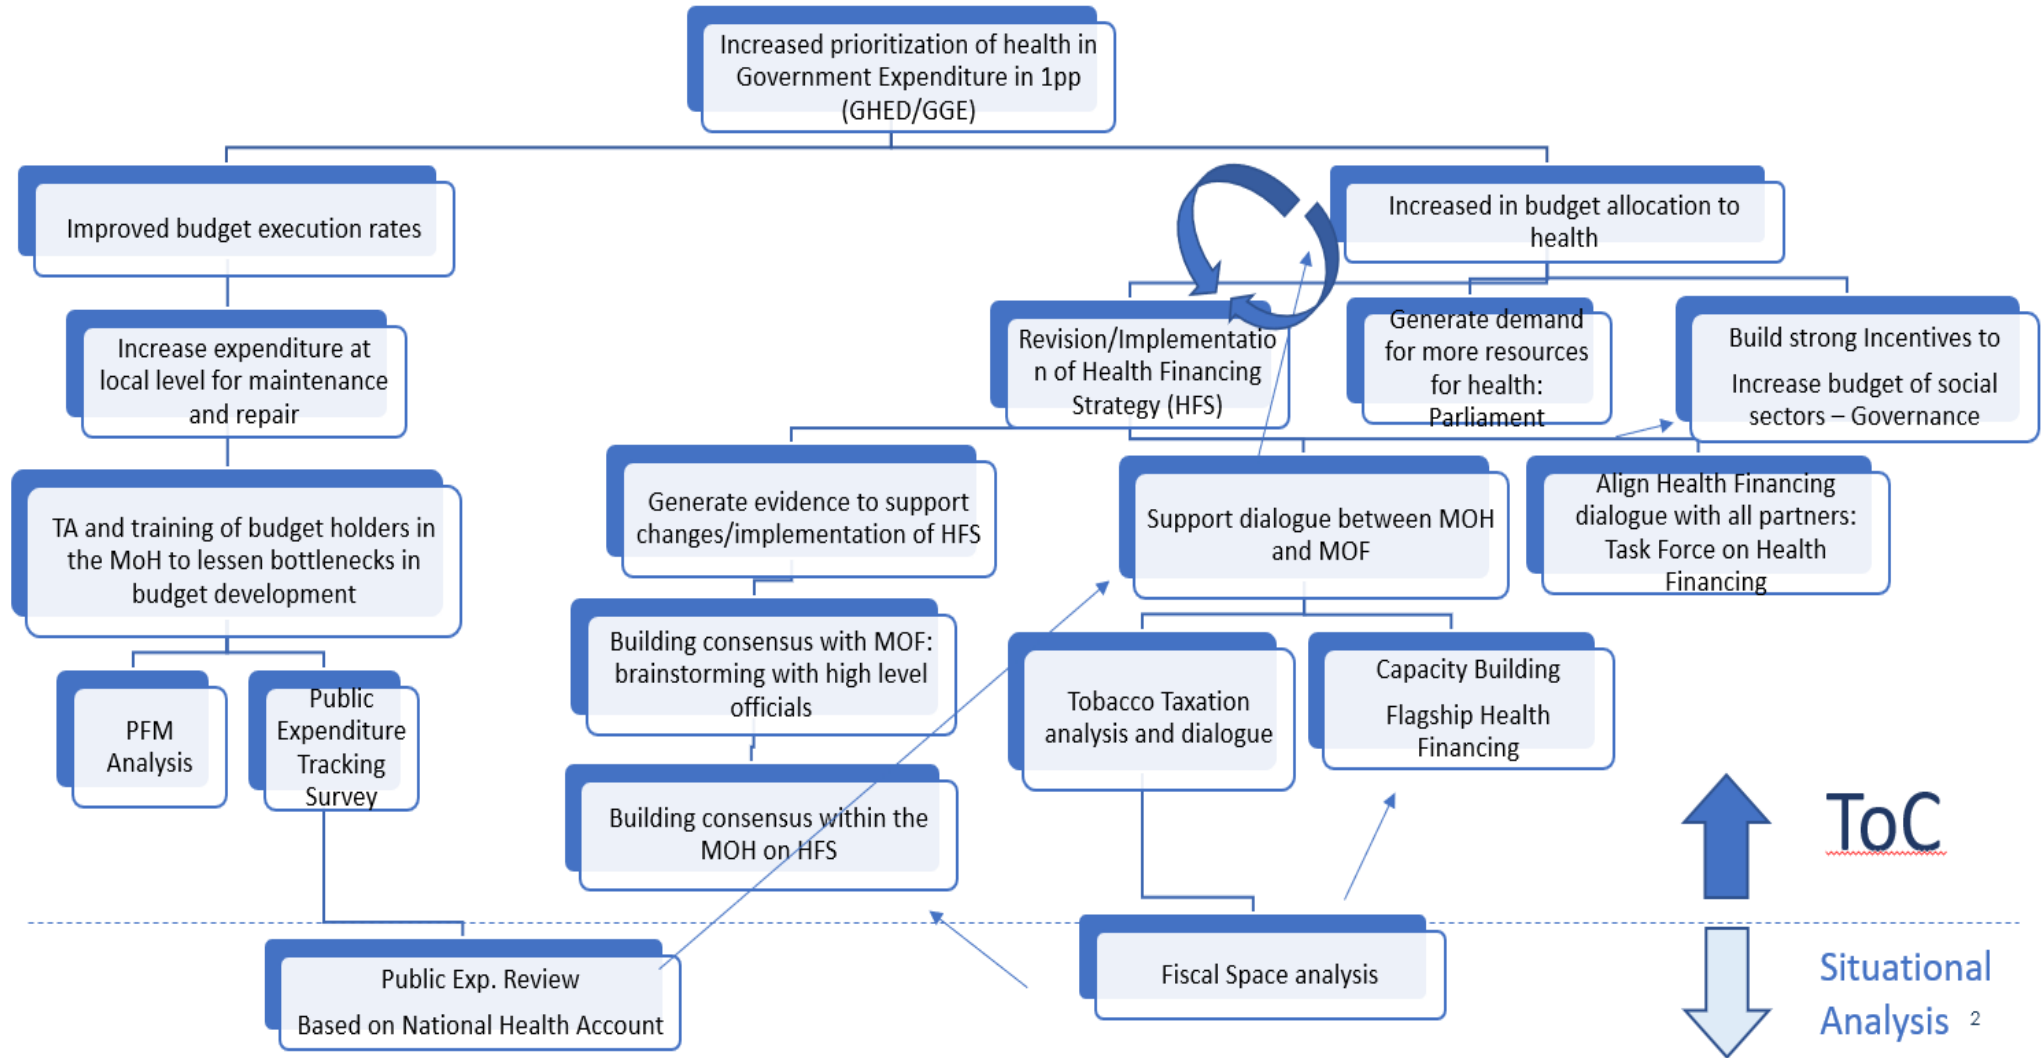 Increased prioritization of health in
Government Expenditure in 1pp
(GHED/GGE)
Improved budget execution rates
Increased in budget allocation to
health
Increase expenditure at
local level for maintenance
and repair
Revision/Implementatio
n of Health Financing
Strategy (HFS)
Generate demand
for more resources
for health:
Parliament
Build strong Incentives to
Increase budget of social
sectors – Governance
TA and training of budget holders in
the MoH to lessen bottlenecks in
budget development
Generate evidence to support
changes/implementation of HFS
Support dialogue between MOH
and MOF
Align Health Financing
dialogue with all partners:
Task Force on Health
Financing
PFM
Analysis
Public
Expenditure
Tracking
Survey
Building consensus with MOF:
brainstorming with high level
officials
Tobacco Taxation
analysis and dialogue
Capacity Building
Flagship Health
Financing
Building consensus within the
MOH on HFS
ToC
Public Exp. Review
Based on National Health Account
Fiscal Space analysis
Situational
Analysis 2